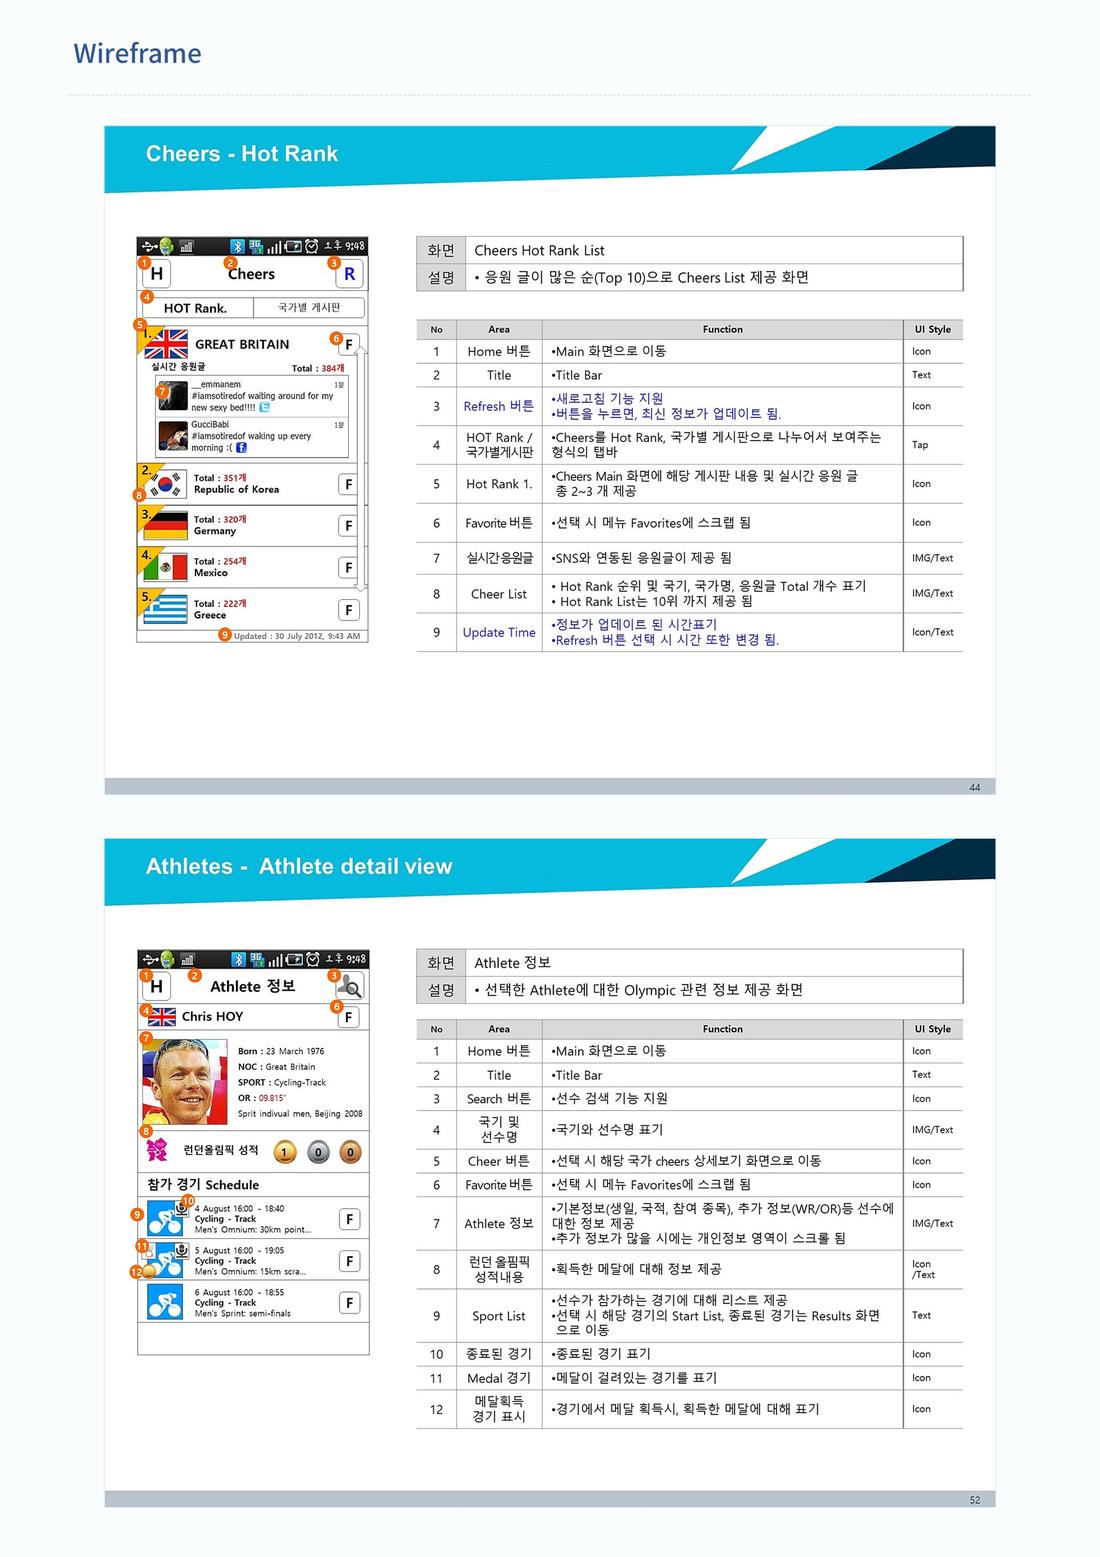 Wireframe
Cheers - Hot Rank
오후 9:48
1
2
3
H
Cheers
R
4
HOT Rank.
국가별 게시판
5
1.
6
GREAT BRITAIN
F
실시간 응원글
Total : 384개
7
__emmanem
1분
#iamsotiredof waiting around for my
new sexy bed!!!!
GucciBabi
1분
#iamsotiredof waking up every
morning :(
2.
8
Total : 351개
Republic of Korea
F
3.
Total : 320개
Germany
F
4.
Total : 254개
Mexico
F
5.
Total : 222개
Greece
F
9
Updated : 30 July 2012, 9:43 AM
화면
Cheers Hot Rank List
설명
• 응원 글이 많은 순(Top 10)으로 Cheers List 제공 화면
No Area Function UI Style
1 Home 버튼 •Main 화면으로 이동 Icon
2 Title •Title Bar Text
3 Refresh 버튼 •새로고침 기능 지원
•버튼을 누르면, 최신 정보가 업데이트 됨. Icon
4 HOT Rank /
국가별게시판 •Cheers를 Hot Rank, 국가별 게시판으로 나누어서 보여주는
형식의 탭바 Tap
5 Hot Rank 1. •Cheers Main 화면에 해당 게시판 내용 및 실시간 응원 글
총 2~3 개 제공 Icon
6 Favorite 버튼 •선택 시 메뉴 Favorites에 스크랩 됨 Icon
7 실시간응원글 •SNS와 연동된 응원글이 제공 됨 IMG/Text
8 Cheer List • Hot Rank 순위 및 국기, 국가명, 응원글 Total 개수 표기
• Hot Rank List는 10위 까지 제공 됨 IMG/Text
9 Update Time •정보가 업데이트 된 시간표기
•Refresh 버튼 선택 시 시간 또한 변경 됨. Icon/Text
44
Athletes - Athlete detail view
오후 9:48
1
2
3
H
Athlete 정보
4
Chris HOY
6
F
7
Born : 23 March 1976
NOC : Great Britain
SPORT : Cycling-Track
OR : 09.815"
Sprit indivual men, Beijing 2008
8
런던올림픽 성적
1
0
0
참가 경기 Schedule
9
10
4 August 16:00 - 18:40
Cycling - Track
Men's Omnium: 30km point...
F
11
12
5 August 16:00 - 19:05
Cycling - Track
Men's Omnium: 15km scra...
F
6 August 16:00 - 18:55
Cycling - Track
Men's Sprint: semi-finals
F
화면
Athlete 정보
설명
• 선택한 Athlete에 대한 Olympic 관련 정보 제공 화면
No Area Function UI Style
1 Home 버튼 •Main 화면으로 이동 Icon
2 Title •Title Bar Text
3 Search 버튼 •선수 검색 기능 지원 Icon
4 국기 및
선수명 •국기와 선수명 표기 IMG/Text
5 Cheer 버튼 •선택 시 해당 국가 cheers 상세보기 화면으로 이동 Icon
6 Favorite 버튼 •선택 시 메뉴 Favorites에 스크랩 됨 Icon
7 Athlete 정보 •기본정보(생일, 국적, 참여 종목), 추가 정보(WR/OR)등 선수에
대한 정보 제공
•추가 정보가 많을 시에는 개인정보 영역이 스크롤 됨 IMG/Text
8 런던 올핌픽
성적내용 •획득한 메달에 대해 정보 제공 Icon
/Text
9 Sport List •선수가 참가하는 경기에 대해 리스트 제공
•선택 시 해당 경기의 Start List, 종료된 경기는 Results 화면
으로 이동 Text
10 종료된 경기 •종료된 경기 표기 Icon
11 Medal 경기 •메달이 걸려있는 경기를 표기 Icon
12 메달획득
경기 표시 •경기에서 메달 획득시, 획득한 메달에 대해 표기 Icon
52